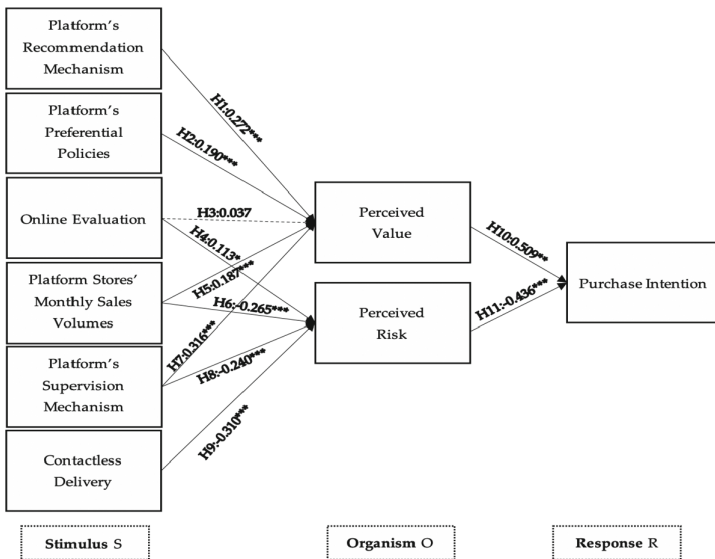 Platform's
Recommendation
Mechanism
Platform's
Preferential
Policies
Online Evaluation
Platform Stores'
Monthly Sales
Volumes
Platform's
Supervision
Mechanism
Contactless
Delivery
H1:0.272***
H2:0.190***
H3:0.037
H4:0.113*
H5:0.187***
H6:-0.265***
H7:0.316***
H8:-0.240***
H9:-0.310***
Perceived
Value
Perceived
Risk
H10:0.509**
H11:-0.436***
Purchase Intention
Stimulus S
Organism O
Response R